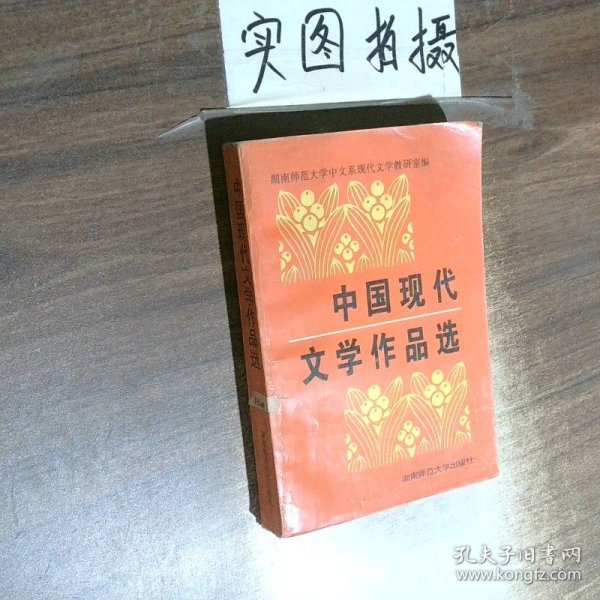 实图拍摄
湖南师范大学中文系现代文学教研室编
中国现代
文学作品选
湖南师范大学出版社
中国现代文学作品选
孔夫子旧书网
www.kongfz.com